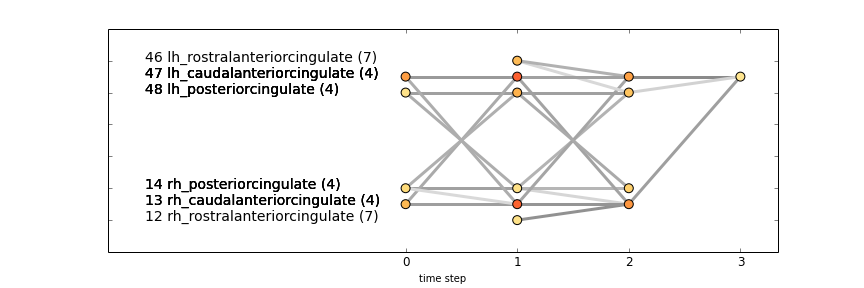 46 lh_rostralanteriorcingulate (7)
47 lh_caudalanteriorcingulate (4)
48 lh_posteriorcingulate (4)
14 rh_posteriorcingulate (4)
13 rh_caudalanteriorcingulate (4)
12 rh_rostralanteriorcingulate (7)
0 1 2 3
time step